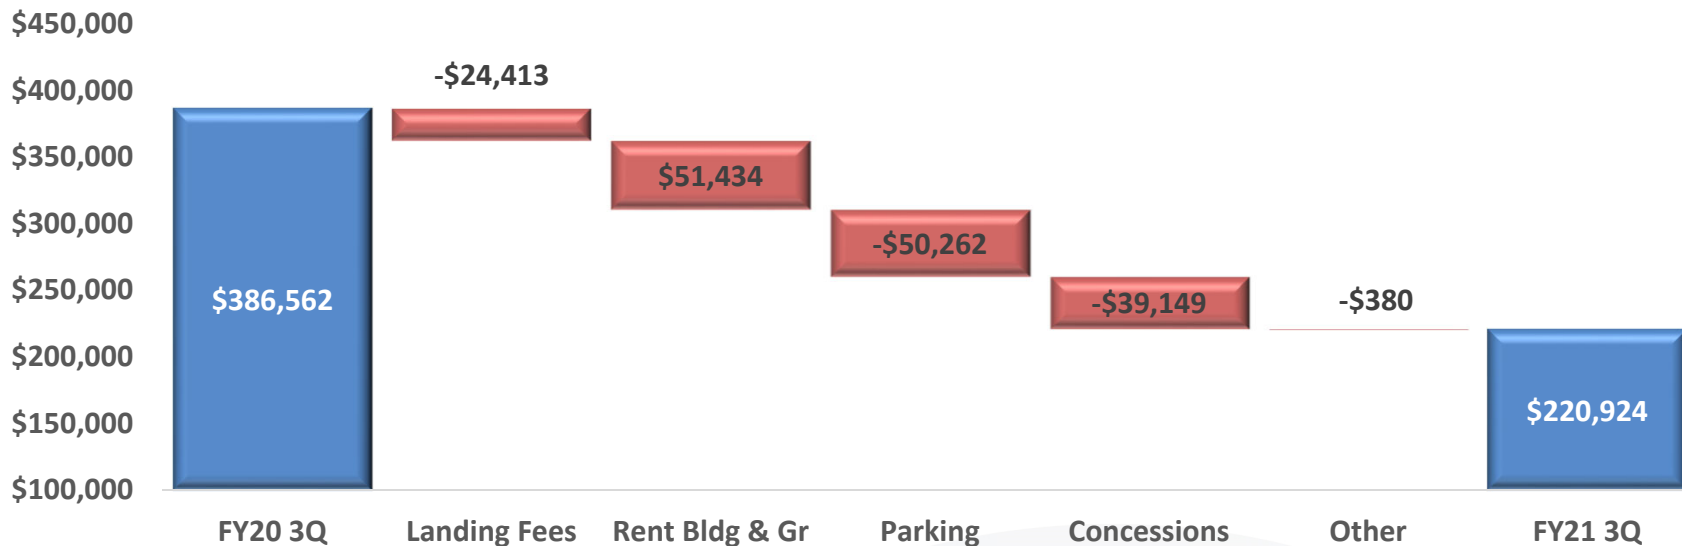 $450,000
$400,000
$350,000
$300,000
$250,000
$200,000
$150,000
$100,000
$386,562
-$24,413
$51,434
-$50,262
-$39,149
-$380
$220,924
FY20 3Q
Landing Fees
Rent Bldg & Gr
Parking
Concessions
Other
FY21 3Q